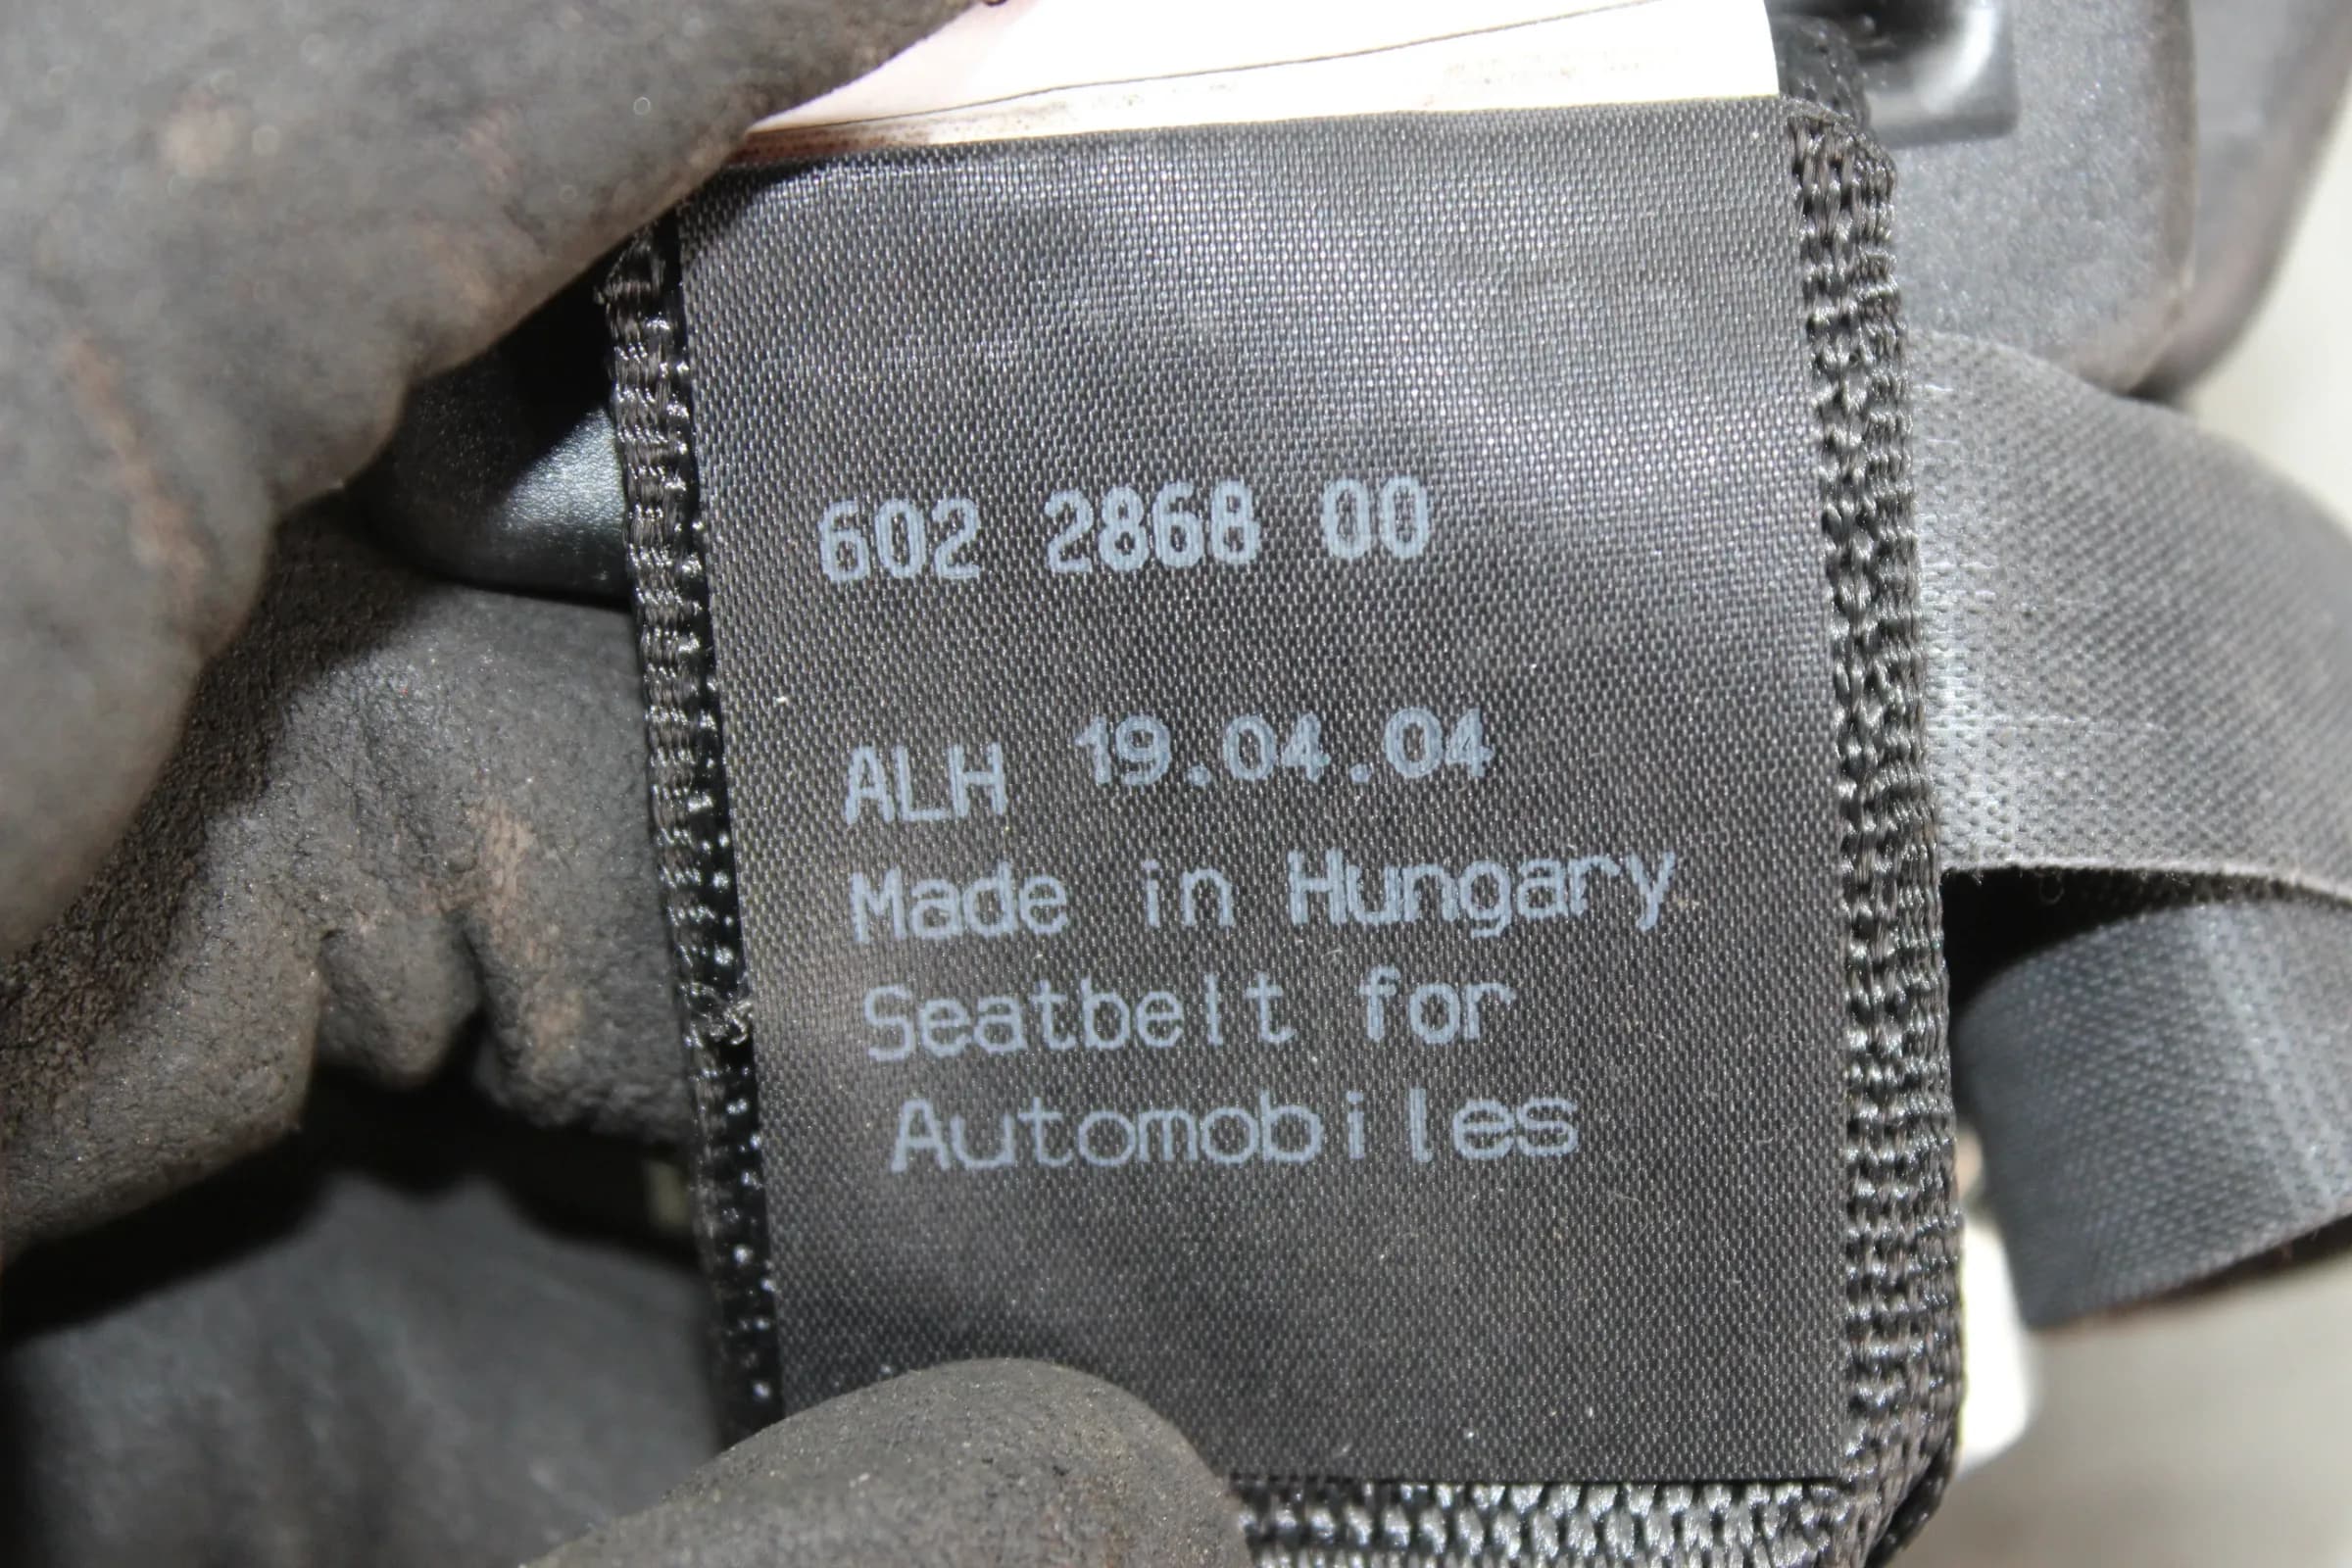 602 2868 00
ALH 19.04.04
Made in Hungary
Seatbelt for
Automobiles